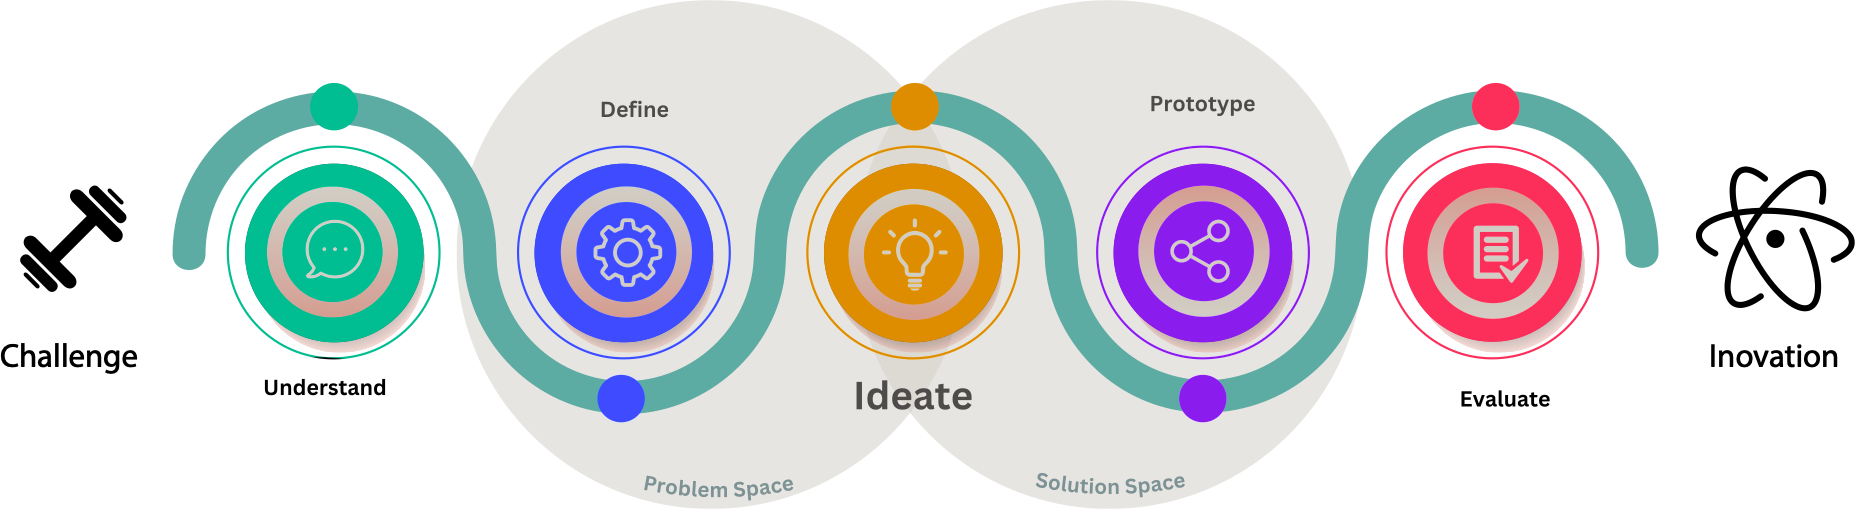 Challenge
Understand
Define
Ideate
Prototype
Evaluate
Inovation
Problem Space
Solution Space